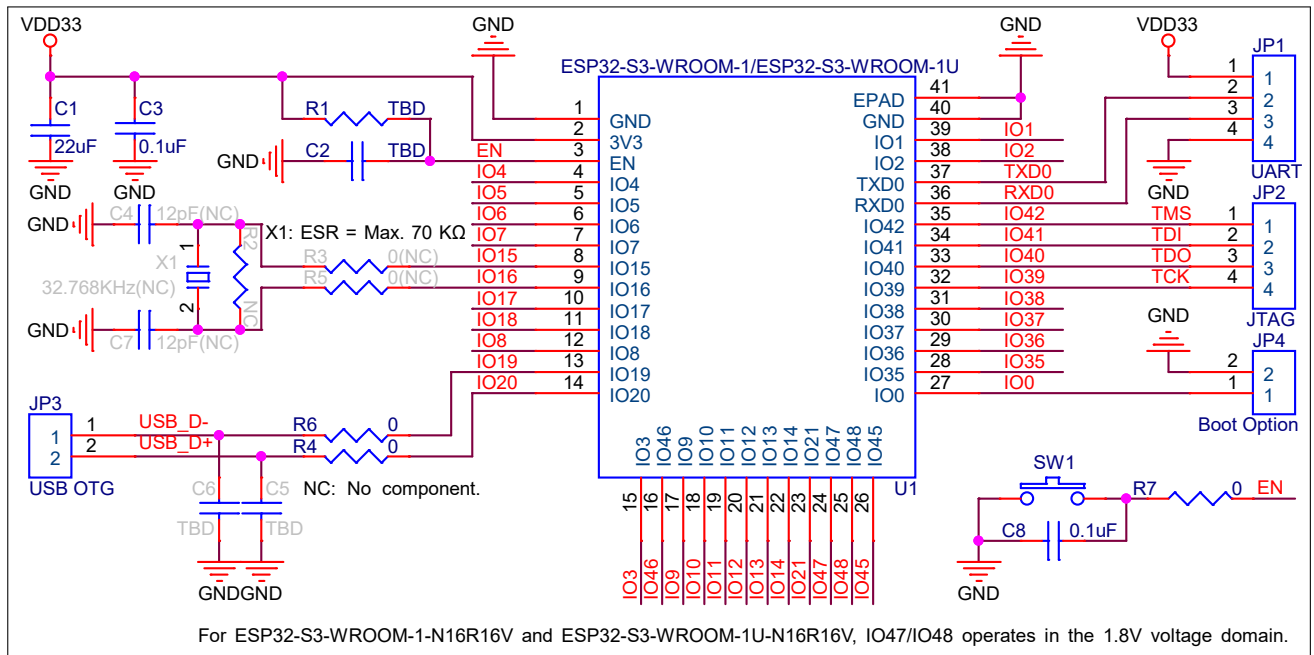 VDD33
GND
GND
VDD33
JP1
ESP32-S3-WROOM-1/ESP32-S3-WROOM-1U
C1
22uF
GND
C3
0.1uF
GND
R1
TBD
GND
C2
TBD
EN
IO4
IO5
IO6
IO7
IO15
IO16
IO17
IO18
IO8
IO19
IO20
1
2
3
4
5
6
7
8
9
10
11
12
13
14
GND
3V3
EN
IO4
IO5
IO6
IO7
IO15
IO16
IO17
IO18
IO8
IO19
IO20
EPAD
GND
IO1
IO2
TXD0
RXD0
IO42
IO41
IO40
IO39
IO38
IO37
IO36
IO35
IO0
41
40
39
38
37
36
35
34
33
32
31
30
29
28
27
IO1
IO2
TXD0
RXD0
IO42
IO41
IO40
IO39
IO38
IO37
IO36
IO35
IO0
1
2
3
4
1
2
3
4
GND
UART
JP2
TMS
TDI
TDO
TCK
1
2
3
4
1
2
3
4
JTAG
GND
JP4
2
1
2
1
Boot Option
GND
C4
12pF(NC)
X1
1
2
32.768KHz(NC)
R2
NC
X1: ESR = Max. 70 KΩ
R3
0(NC)
R5
0(NC)
GND
C7
12pF(NC)
JP3
1
2
1
2
USB OTG
USB_D-
USB_D+
R6
0
R4
0
C6
TBD
C5
TBD
GND
GND
NC: No component.
IO3
IO46
IO9
IO10
IO11
IO12
IO13
IO14
IO21
IO47
IO48
IO45
U1
15
16
17
18
19
20
21
22
23
24
25
26
IO3
IO46
IO9
IO10
IO11
IO12
IO13
IO14
IO21
IO47
IO48
IO45
SW1
R7
0
EN
C8
0.1uF
GND
For ESP32-S3-WROOM-1-N16R16V and ESP32-S3-WROOM-1U-N16R16V, IO47/IO48 operates in the 1.8V voltage domain.